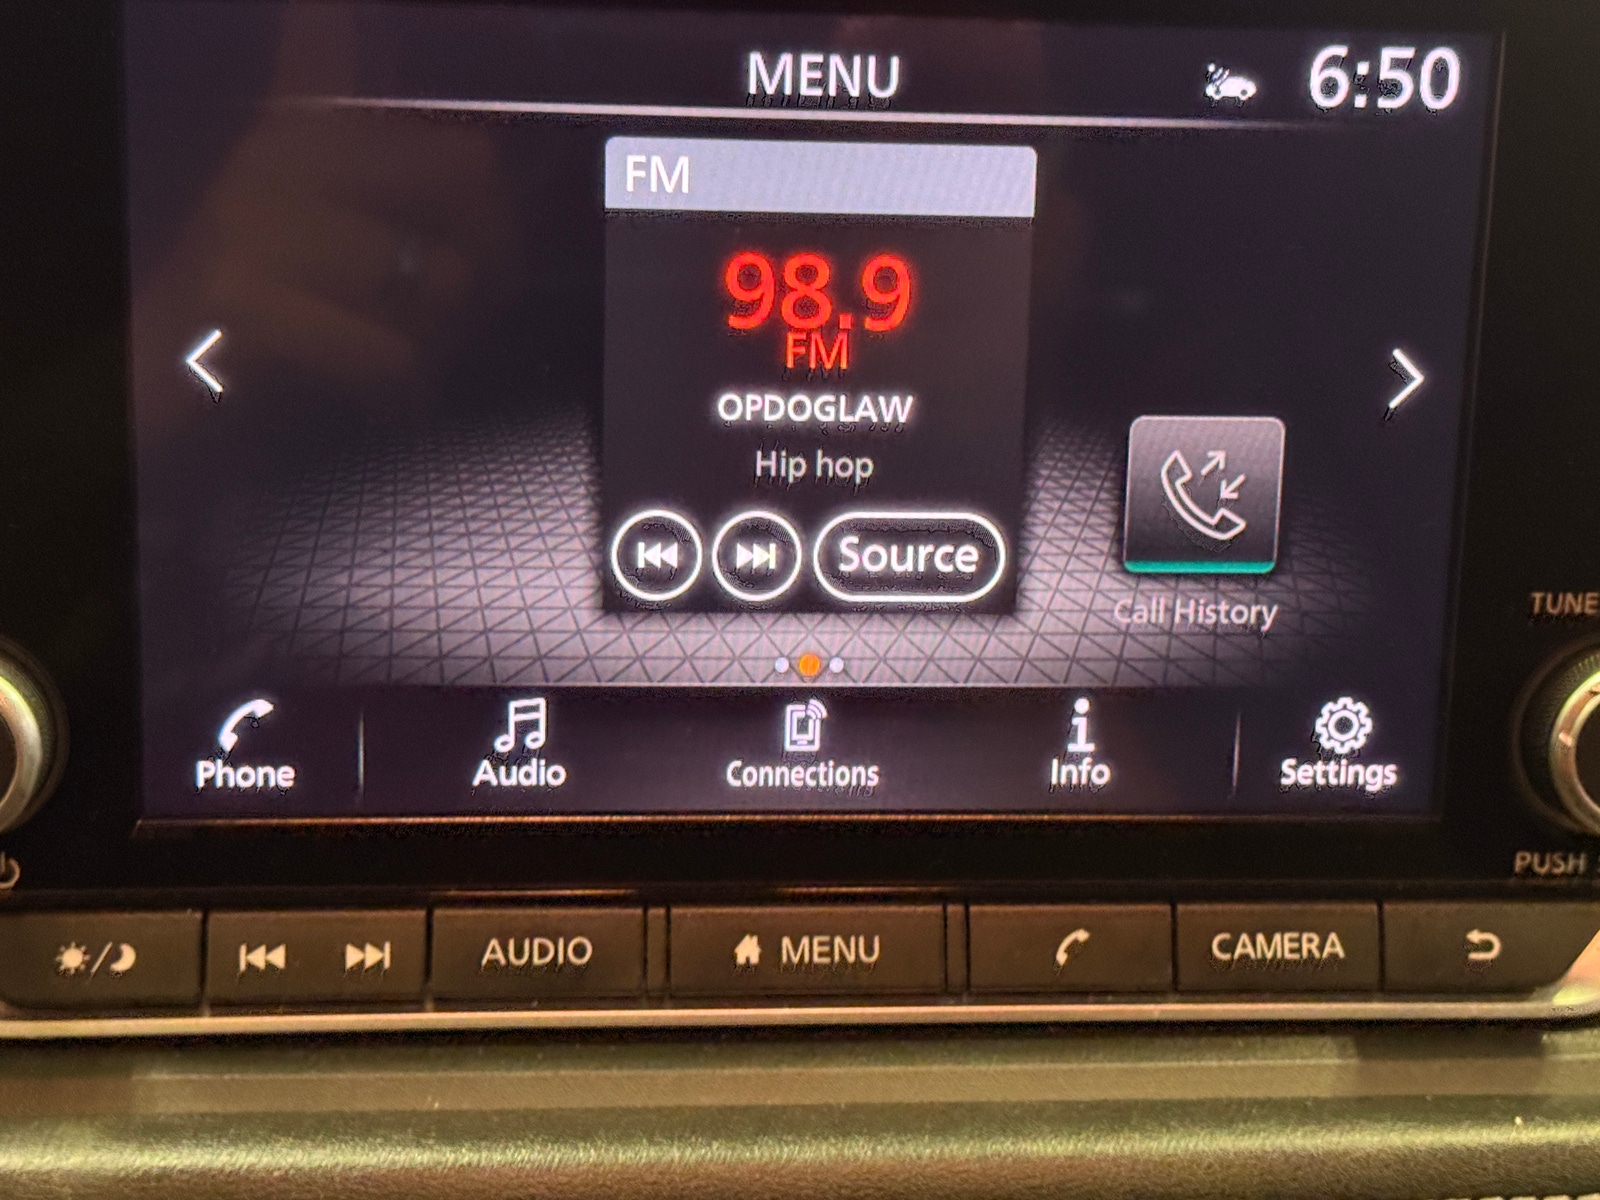 MENU
6:50
FM
98.9
FM
OPDOGLAW
Hip hop
Source
Call History
TUNE
Phone
Audio
Connections
Info
Settings
PUSH
AUDIO
MENU
CAMERA